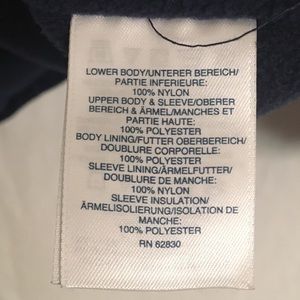 LOWER BODY/UNTERER BEREICH/
PARTIE INFERIEURE:
100% NYLON
UPPER BODY & SLEEVE/OBERER
BEREICH & ÄRMEL/MANCHES ET
PARTIE HAUTE:
100% POLYESTER
BODY LINING/FUTTER OBERBEREICH/
DOUBLURE CORPORELLE:
100% POLYESTER
SLEEVE LINING/ÄRMELFUTTER/
DOUBLURE DE MANCHE:
100% NYLON
SLEEVE INSULATION/
ÄRMELISOLIERUNG/ISOLATION DE
MANCHE:
100% POLYESTER
RN 62830